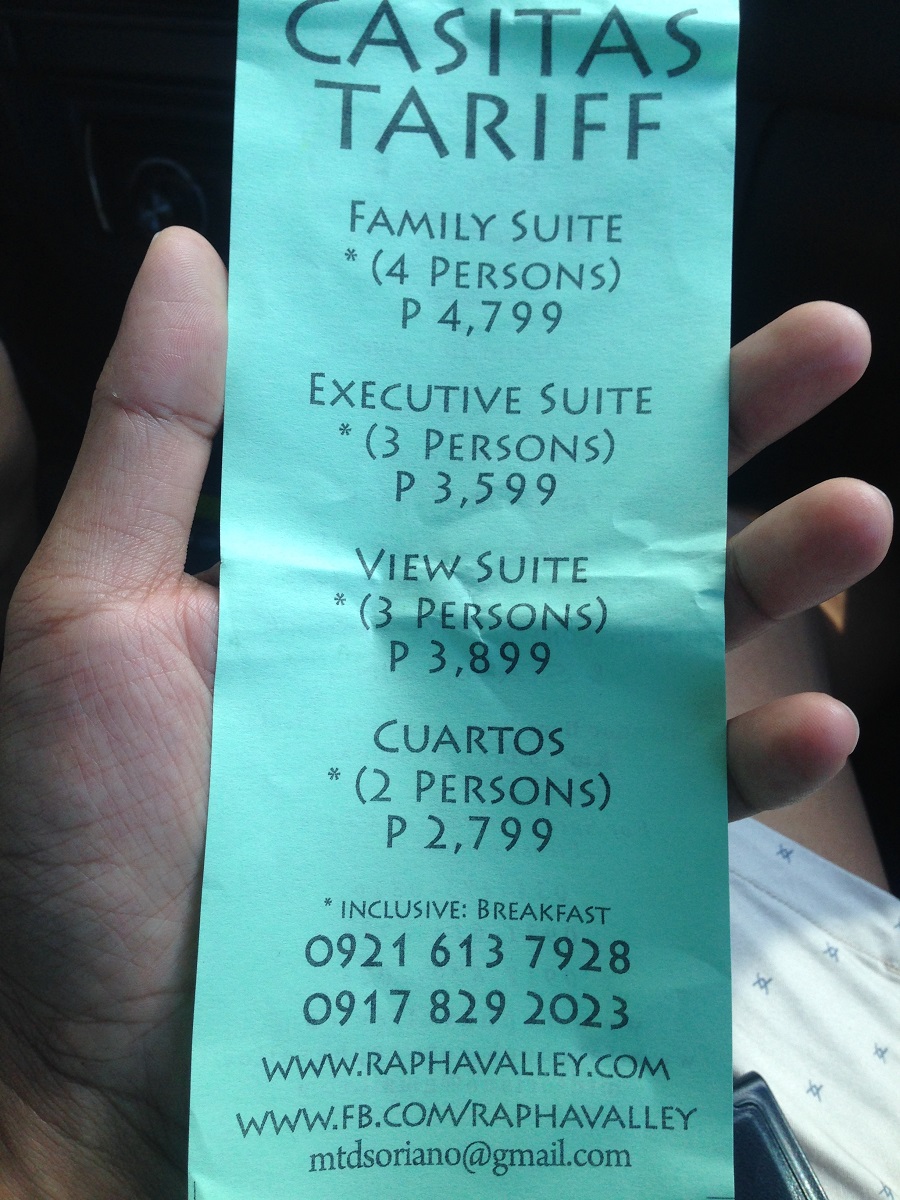 CASITAS
TARIFF
FAMILY SUITE
* (4 PERSONS)
P 4,799
EXECUTIVE SUITE
* (3 PERSONS)
P 3,599
VIEW SUITE
* (3 PERSONS)
P 3,899
CUARTOS
* (2 PERSONS)
P 2,799
* INCLUSIVE: BREAKFAST
0921 613 7928
0917 829 2023
WWW.RAPHAVALLEY.COM
WWW.FB.COM/RAPHAVALLEY
mtdsoriano@gmail.com